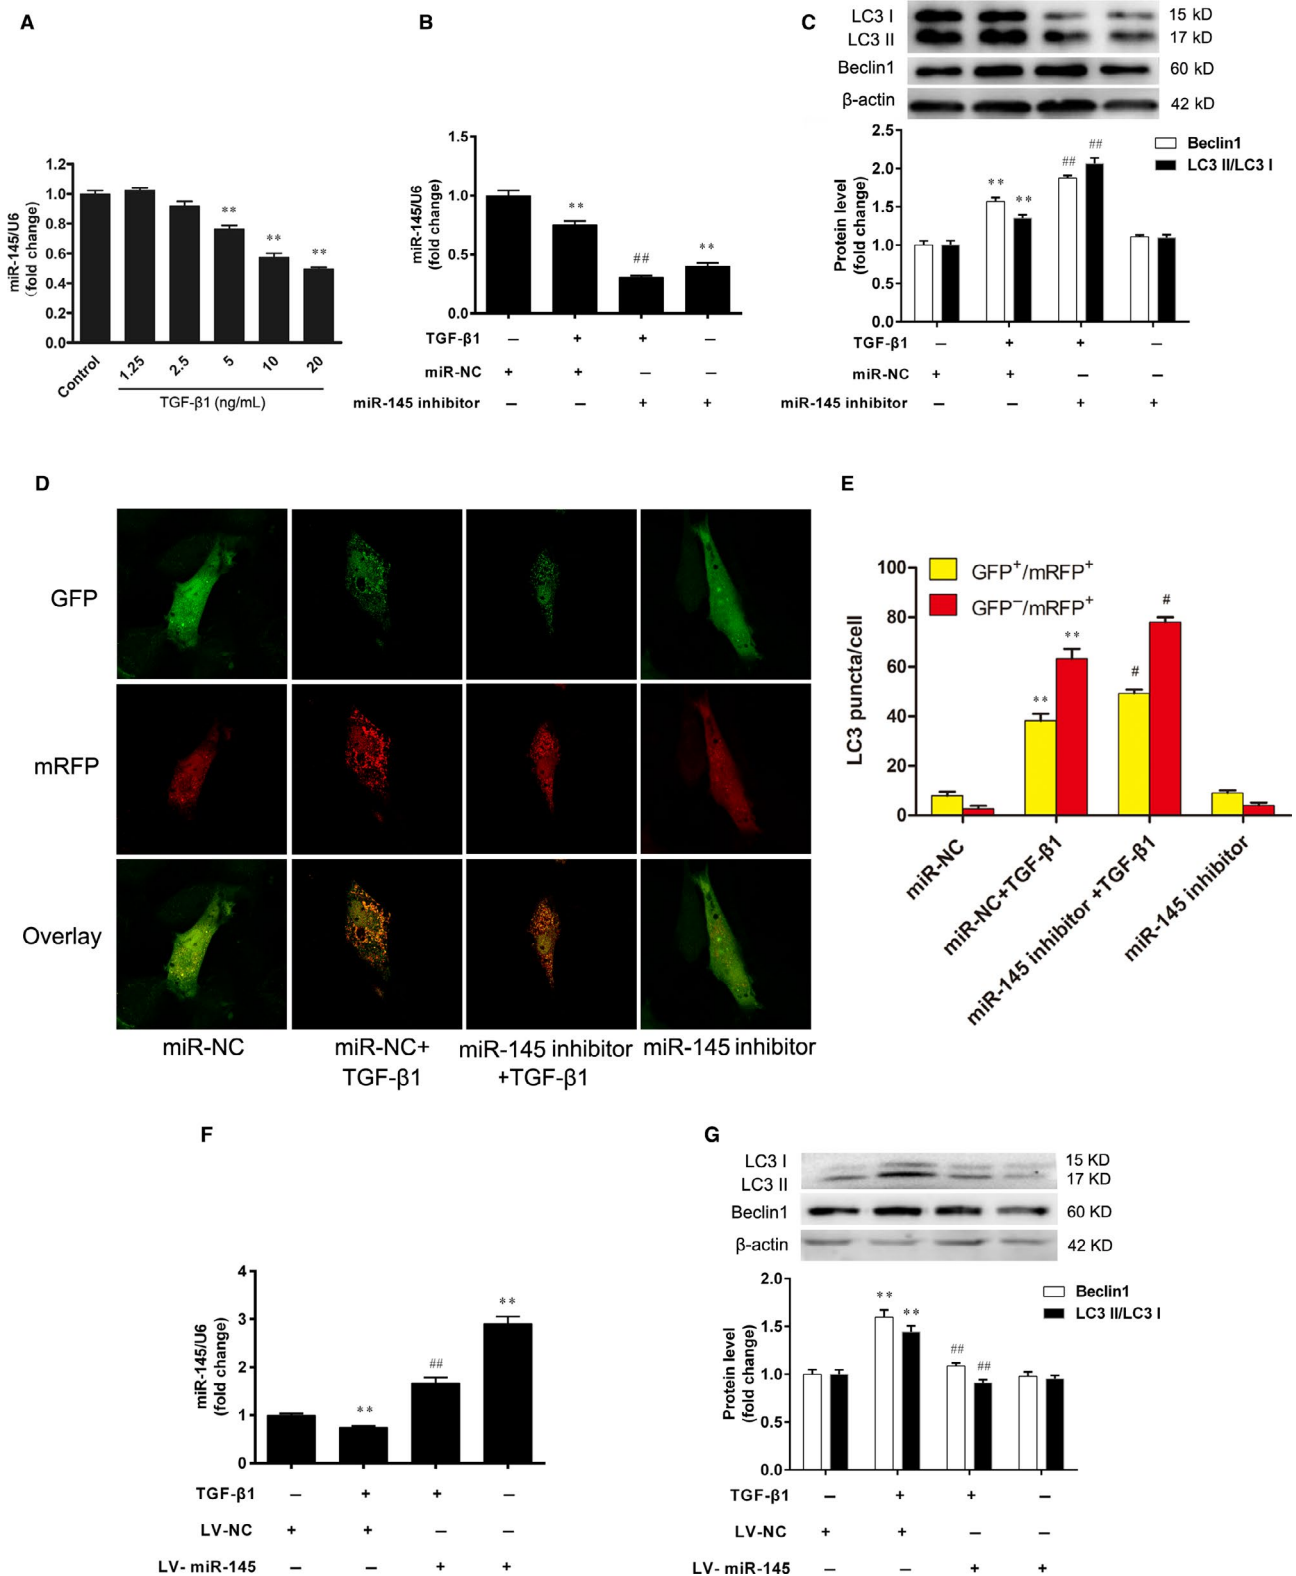 A
miR-145/U6
(fold change)
1.2
1.0
0.8
0.6
0.4
0.2
0.0
**
**
**
Control
1.25
2.5
5
10
20
TGF-β1 (ng/mL)
B
miR-145/U6
(fold change)
1.5
1.0
0.5
0.0
**
##
**
TGF-β1 – + + –
miR-NC + + – –
miR-145 inhibitor – – + +
C
LC3 I 15 kD
LC3 II 17 kD
Beclin1 60 kD
β-actin 42 kD
Protein level
(fold change)
2.5
2.0
1.5
1.0
0.5
0.0
Beclin1
LC3 II/LC3 I
**
**
##
##
TGF-β1 – + + –
miR-NC + + – –
miR-145 inhibitor – – + +
D
GFP
mRFP
Overlay
miR-NC
miR-NC+
TGF-β1
miR-145 inhibitor
+TGF-β1
miR-145 inhibitor
E
LC3 puncta/cell
100
80
60
40
20
0
GFP+/mRFP+
GFP−/mRFP+
**
**
#
#
miR-NC
miR-NC+TGF-β1
miR-145 inhibitor +TGF-β1
miR-145 inhibitor
F
miR-145/U6
(fold change)
4
3
2
1
0
**
##
**
TGF-β1 – + + –
LV-NC + + – –
LV- miR-145 – – + +
G
LC3 I 15 KD
LC3 II 17 KD
Beclin1 60 KD
β-actin 42 KD
Protein level
(fold change)
2.0
1.5
1.0
0.5
0.0
Beclin1
LC3 II/LC3 I
**
**
##
##
TGF-β1 – + + –
LV-NC + + – –
LV- miR-145 – – + +